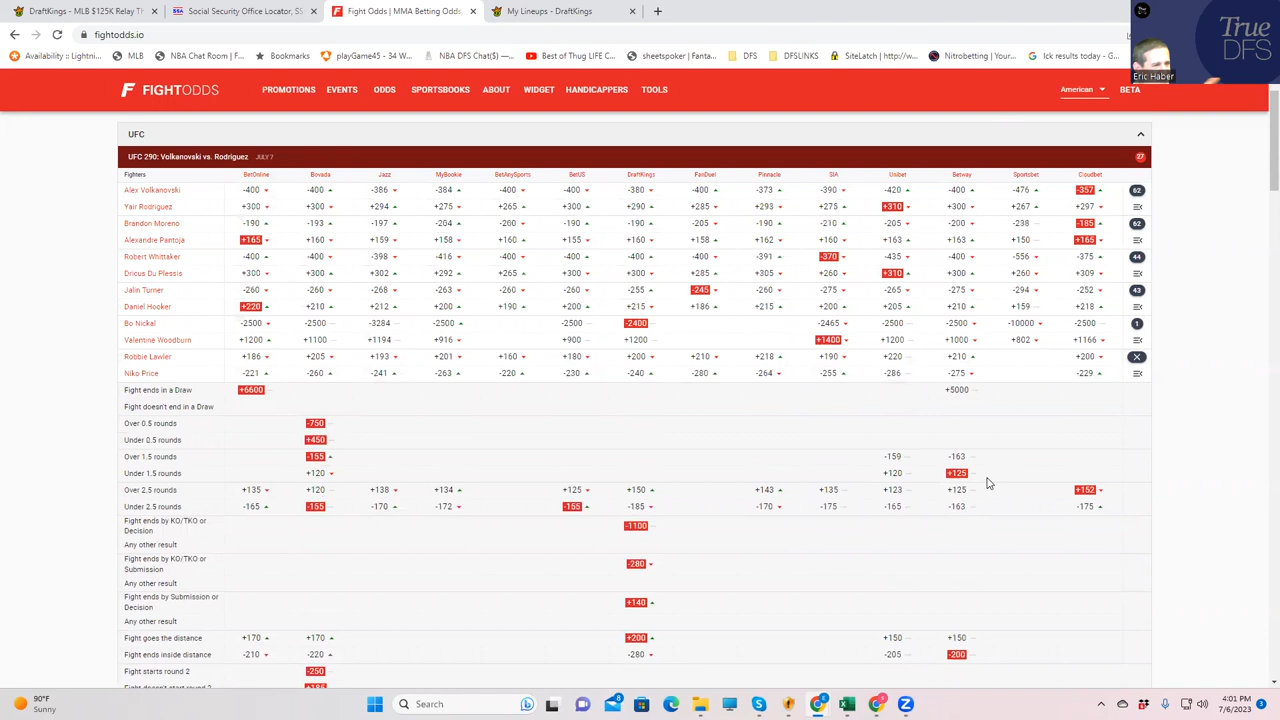 DraftKings - MLB $125K Relay Th
Social Security Office Locator, SS
Fight Odds | MMA Betting Odds
My Lineups - DraftKings
fightodds.io
Availability :: Lightni
MLB
NBA Chat Room | F
Bookmarks
playGame45 - 34 W
NBA DFS Chat($)
Best of Thug LIFE C
sheetspoker | Fanta
DFS
DFSLINKS
SiteLatch | http://w
Nitrobetting | Your
Ick results today - G
True
DFS
Eric Haber
FIGHTODDS
PROMOTIONS EVENTS ODDS SPORTSBOOKS ABOUT WIDGET HANDICAPPERS TOOLS American BETA
UFC
UFC 290: Volkanovski vs. Rodriguez JULY 7 27
Fighters BetOnline Bovada Jazz MyBookie BetAnySports BetUS DraftKings FanDuel Pinnacle SIA Unibet Betway Sportsbet Cloudbet
Alex Volkanovski -400 -400 -386 -384 -400 -400 -380 -400 -373 -390 -420 -400 -476 -357 62
Yair Rodriguez +300 +300 +294 +275 +265 +300 +290 +285 +293 +275 +310 +300 +267 +297
Brandon Moreno -190 -193 -197 -204 -200 -190 -190 -205 -190 -210 -205 -200 -238 -185 62
Alexandre Pantoja +165 +160 +159 +158 +160 +155 +160 +158 +162 +160 +163 +163 +150 +165
Robert Whittaker -400 -400 -398 -416 -400 -400 -400 -400 -391 -370 -435 -400 -556 -375 44
Dricus Du Plessis +300 +300 +302 +292 +265 +300 +300 +285 +305 +260 +310 +300 +260 +309
Jalin Turner -260 -260 -268 -263 -260 -260 -255 -245 -260 -275 -265 -275 -294 -252 43
Daniel Hooker +220 +210 +212 +200 +190 +200 +215 +186 +215 +200 +205 +210 +159 +218
Bo Nickal -2500 -2500 -3284 -2500 -2500 -2400 -2465 -2500 -2500 -10000 -2500 1
Valentine Woodburn +1200 +1100 +1194 +916 +900 +1200 +1400 +1200 +1000 +802 +1166
Robbie Lawler +186 +205 +193 +201 +160 +180 +200 +210 +218 +190 +220 +210 +200
Niko Price -221 -260 -241 -263 -220 -230 -240 -280 -264 -255 -286 -275 -229
Fight ends in a Draw +6600 +5000
Fight doesn't end in a Draw
Over 0.5 rounds -750
Under 0.5 rounds +450
Over 1.5 rounds -155 -159 -163
Under 1.5 rounds +120 +120 +125
Over 2.5 rounds +135 +120 +138 +134 +125 +150 +143 +135 +123 +125 +152
Under 2.5 rounds -165 -155 -170 -172 -155 -185 -170 -175 -165 -163 -175
Fight ends by KO/TKO or
Decision -1100
Any other result
Fight ends by KO/TKO or
Submission -280
Any other result
Fight ends by Submission or
Decision +140
Any other result
Fight goes the distance +170 +170 +200 +150 +150
Fight ends inside distance -210 -220 -280 -205 -200
Fight starts round 2 -250
Fight doesn't start round 2 +185
90°F
Sunny
Search
8
4:01 PM
7/6/2023
3